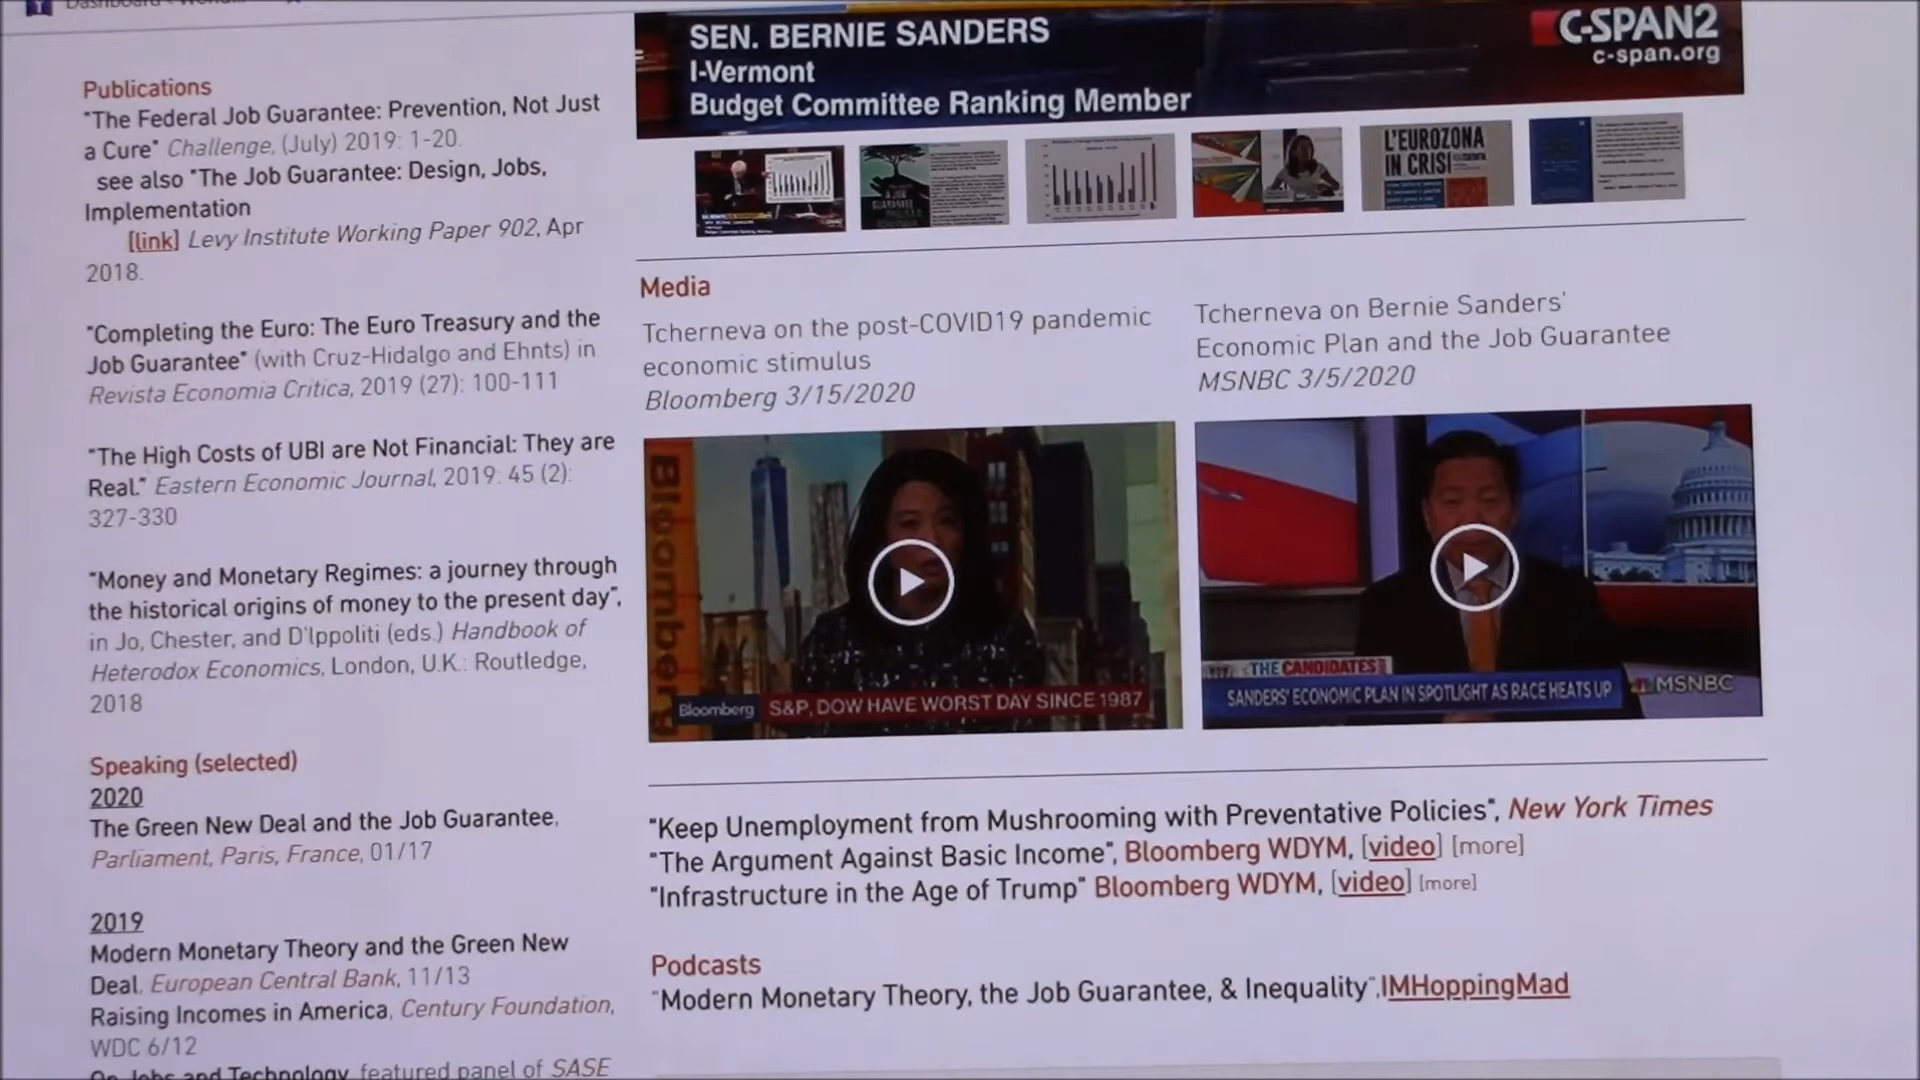 SEN. BERNIE SANDERS
I-Vermont
Budget Committee Ranking Member
C-SPAN2
c-span.org
Publications
"The Federal Job Guarantee: Prevention, Not Just
a Cure" Challenge, (July) 2019: 1-20.
see also "The Job Guarantee: Design, Jobs,
Implementation
[link] Levy Institute Working Paper 902, Apr
2018.
"Completing the Euro: The Euro Treasury and the
Job Guarantee" (with Cruz-Hidalgo and Ehnts) in
Revista Economia Critica, 2019 (27): 100-111
"The High Costs of UBI are Not Financial: They are
Real." Eastern Economic Journal, 2019: 45 (2):
327-330
"Money and Monetary Regimes: a journey through
the historical origins of money to the present day",
in Jo, Chester, and D'Ippoliti (eds.) Handbook of
Heterodox Economics, London, U.K.: Routledge,
2018
Speaking (selected)
2020
The Green New Deal and the Job Guarantee,
Parliament, Paris, France, 01/17
2019
Modern Monetary Theory and the Green New
Deal, European Central Bank, 11/13
Raising Incomes in America, Century Foundation,
WDC 6/12
On Jobs and Technology, featured panel of SASE
L'EUROZONA
IN CRISI
Media
Tcherneva on the post-COVID19 pandemic
economic stimulus
Bloomberg 3/15/2020
Tcherneva on Bernie Sanders'
Economic Plan and the Job Guarantee
MSNBC 3/5/2020
Bloomberg
Bloomberg S&P, DOW HAVE WORST DAY SINCE 1987
THE CANDIDATES
SANDERS' ECONOMIC PLAN IN SPOTLIGHT AS RACE HEATS UP
MSNBC
"Keep Unemployment from Mushrooming with Preventative Policies", New York Times
"The Argument Against Basic Income", Bloomberg WDYM, [video] [more]
"Infrastructure in the Age of Trump" Bloomberg WDYM, [video] [more]
Podcasts
"Modern Monetary Theory, the Job Guarantee, & Inequality",IMHoppingMad